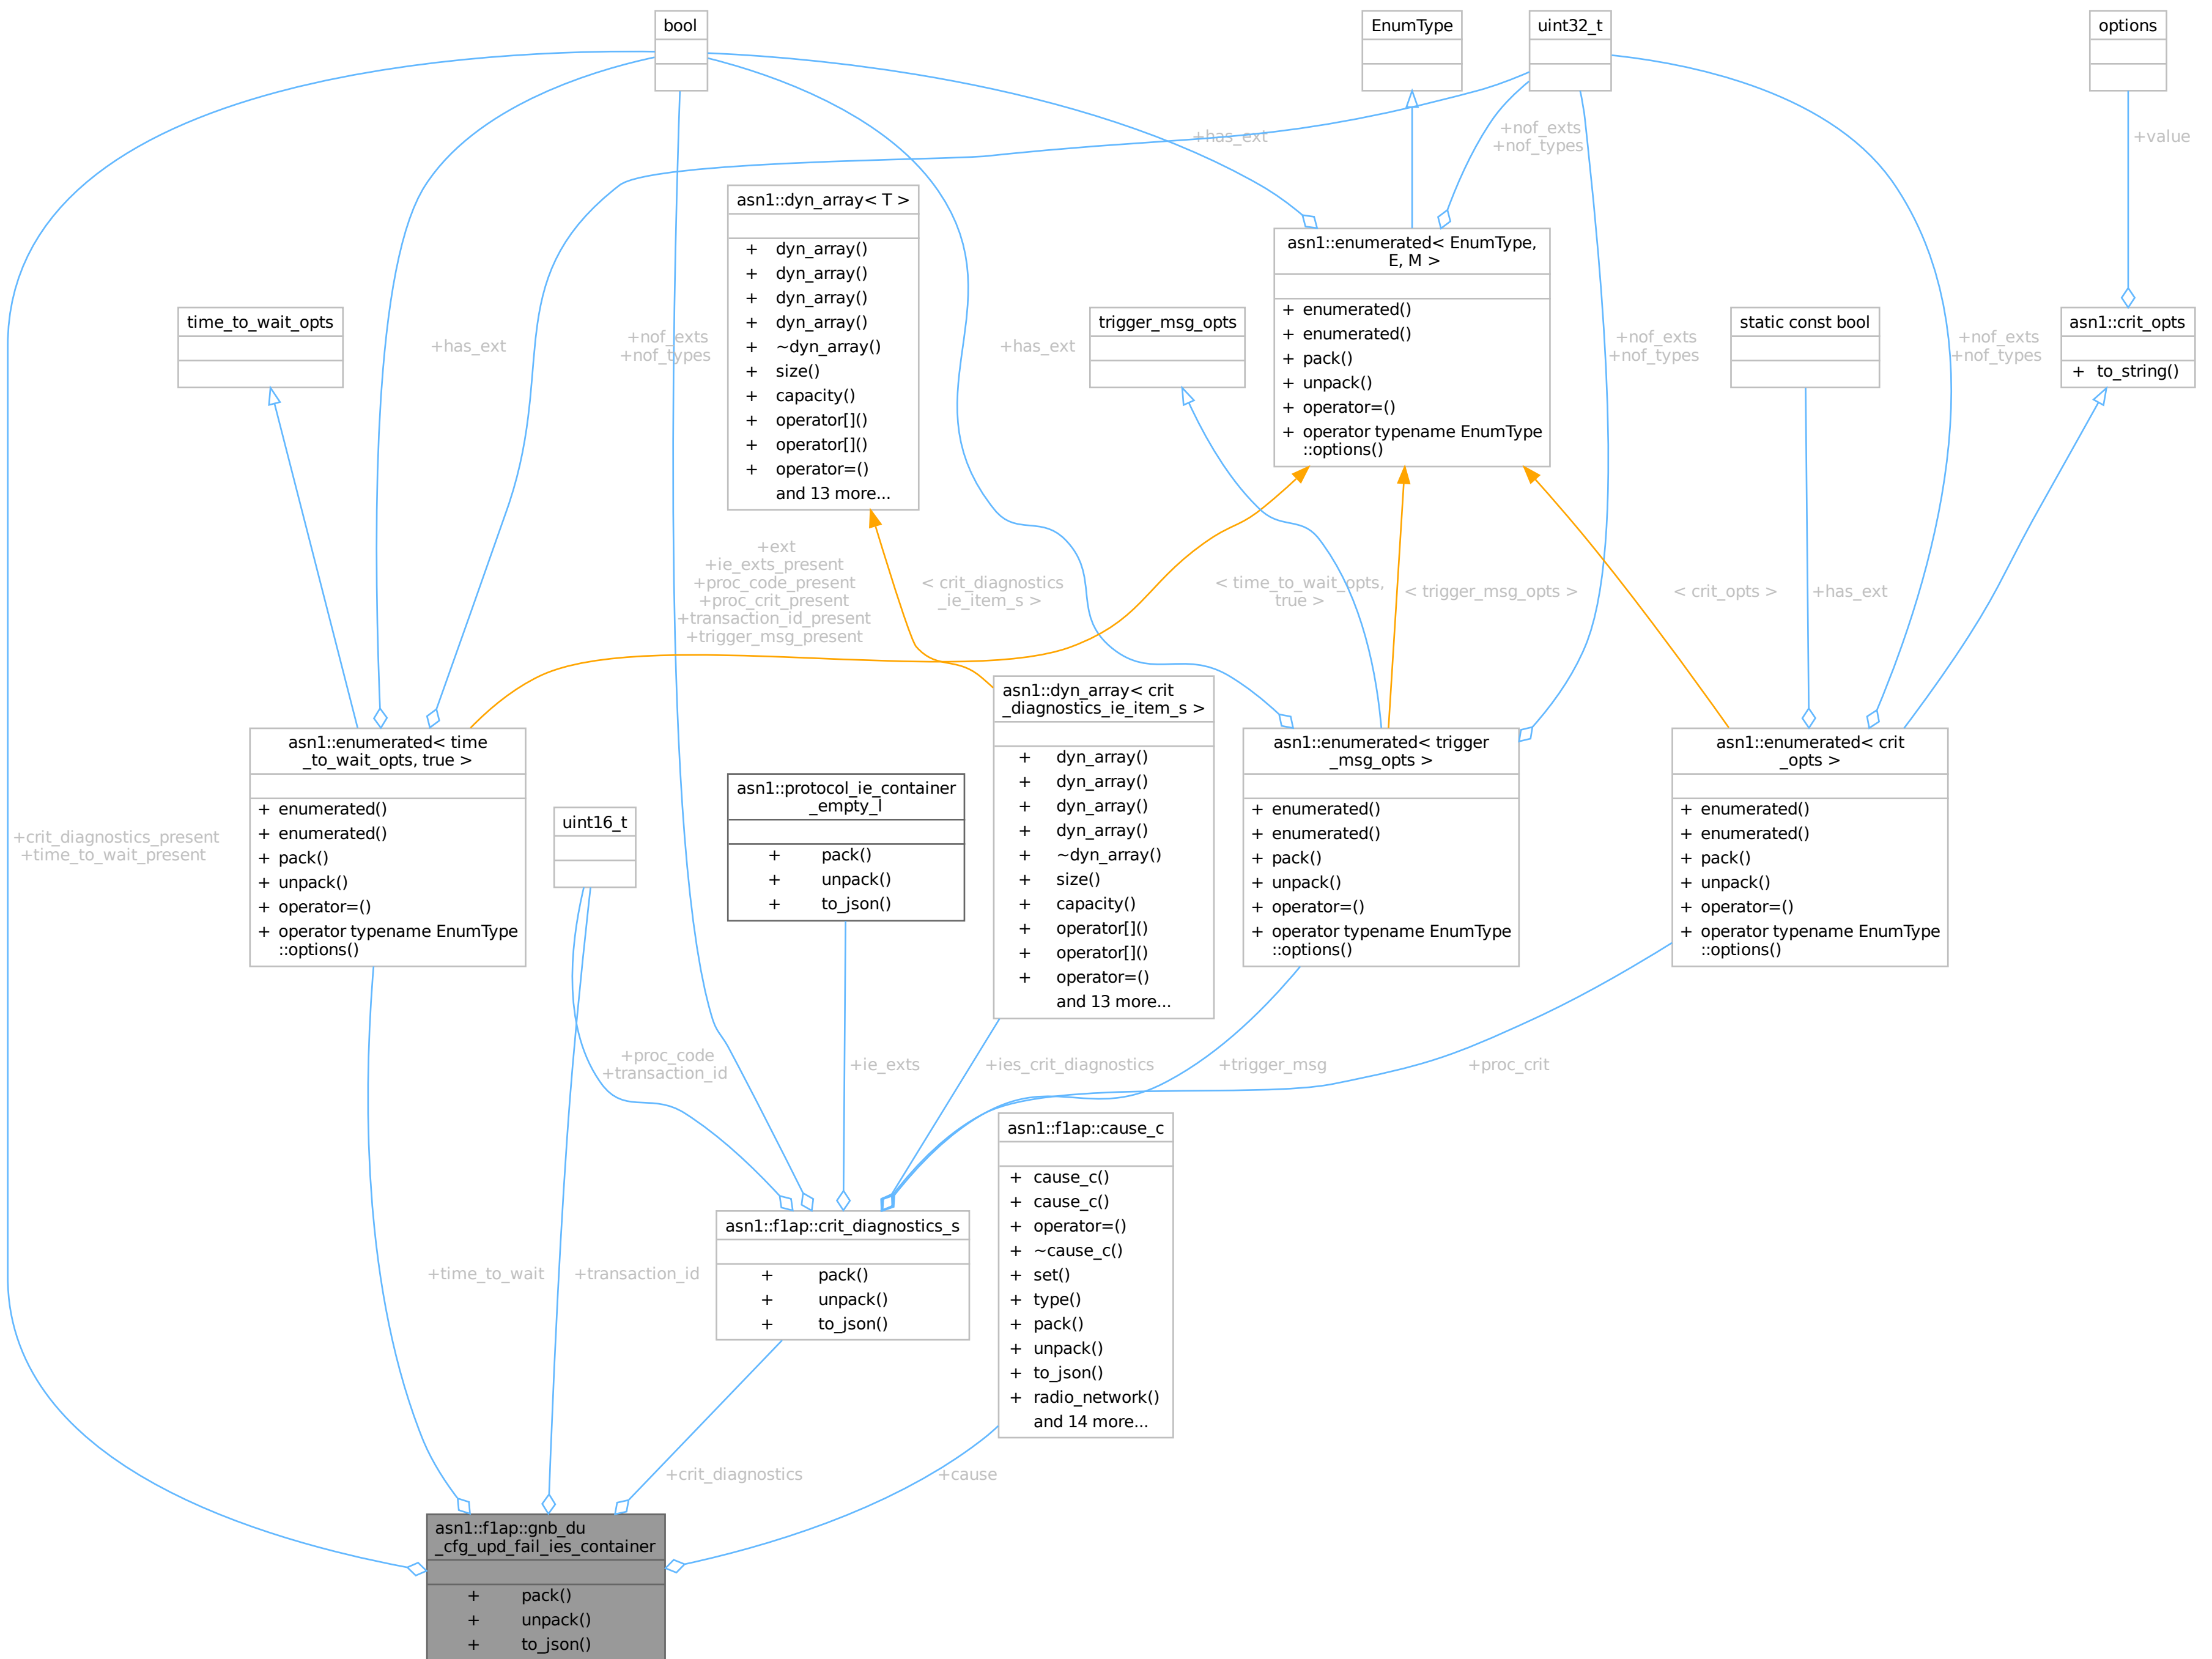 bool
EnumType
uint32_t
options
+has_ext
+nof_exts
+nof_types
+value
asn1::dyn_array< T >
+ dyn_array()
+ dyn_array()
+ dyn_array()
+ dyn_array()
+ ~dyn_array()
+ size()
+ capacity()
+ operator[]()
+ operator[]()
+ operator=()
and 13 more...
asn1::enumerated< EnumType,
E, M >
+ enumerated()
+ enumerated()
+ pack()
+ unpack()
+ operator=()
+ operator typename EnumType
::options()
time_to_wait_opts
trigger_msg_opts
static const bool
asn1::crit_opts
+ to_string()
+has_ext
+nof_exts
+nof_types
+has_ext
+nof_exts
+nof_types
+nof_exts
+nof_types
+ext
+ie_exts_present
+proc_code_present
+proc_crit_present
+transaction_id_present
+trigger_msg_present
< crit_diagnostics
_ie_item_s >
< time_to_wait_opts,
true >
< trigger_msg_opts >
< crit_opts >
+has_ext
asn1::enumerated< time
_to_wait_opts, true >
+ enumerated()
+ enumerated()
+ pack()
+ unpack()
+ operator=()
+ operator typename EnumType
::options()
uint16_t
asn1::protocol_ie_container
_empty_l
+ pack()
+ unpack()
+ to_json()
asn1::dyn_array< crit
_diagnostics_ie_item_s >
+ dyn_array()
+ dyn_array()
+ dyn_array()
+ dyn_array()
+ ~dyn_array()
+ size()
+ capacity()
+ operator[]()
+ operator[]()
+ operator=()
and 13 more...
asn1::enumerated< trigger
_msg_opts >
+ enumerated()
+ enumerated()
+ pack()
+ unpack()
+ operator=()
+ operator typename EnumType
::options()
asn1::enumerated< crit
_opts >
+ enumerated()
+ enumerated()
+ pack()
+ unpack()
+ operator=()
+ operator typename EnumType
::options()
+crit_diagnostics_present
+time_to_wait_present
+proc_code
+transaction_id
+ie_exts
+ies_crit_diagnostics
+trigger_msg
+proc_crit
asn1::f1ap::crit_diagnostics_s
+ pack()
+ unpack()
+ to_json()
asn1::f1ap::cause_c
+ cause_c()
+ cause_c()
+ operator=()
+ ~cause_c()
+ set()
+ type()
+ pack()
+ unpack()
+ to_json()
+ radio_network()
and 14 more...
+time_to_wait
+transaction_id
+crit_diagnostics
+cause
asn1::f1ap::gnb_du
_cfg_upd_fail_ies_container
+ pack()
+ unpack()
+ to_json()